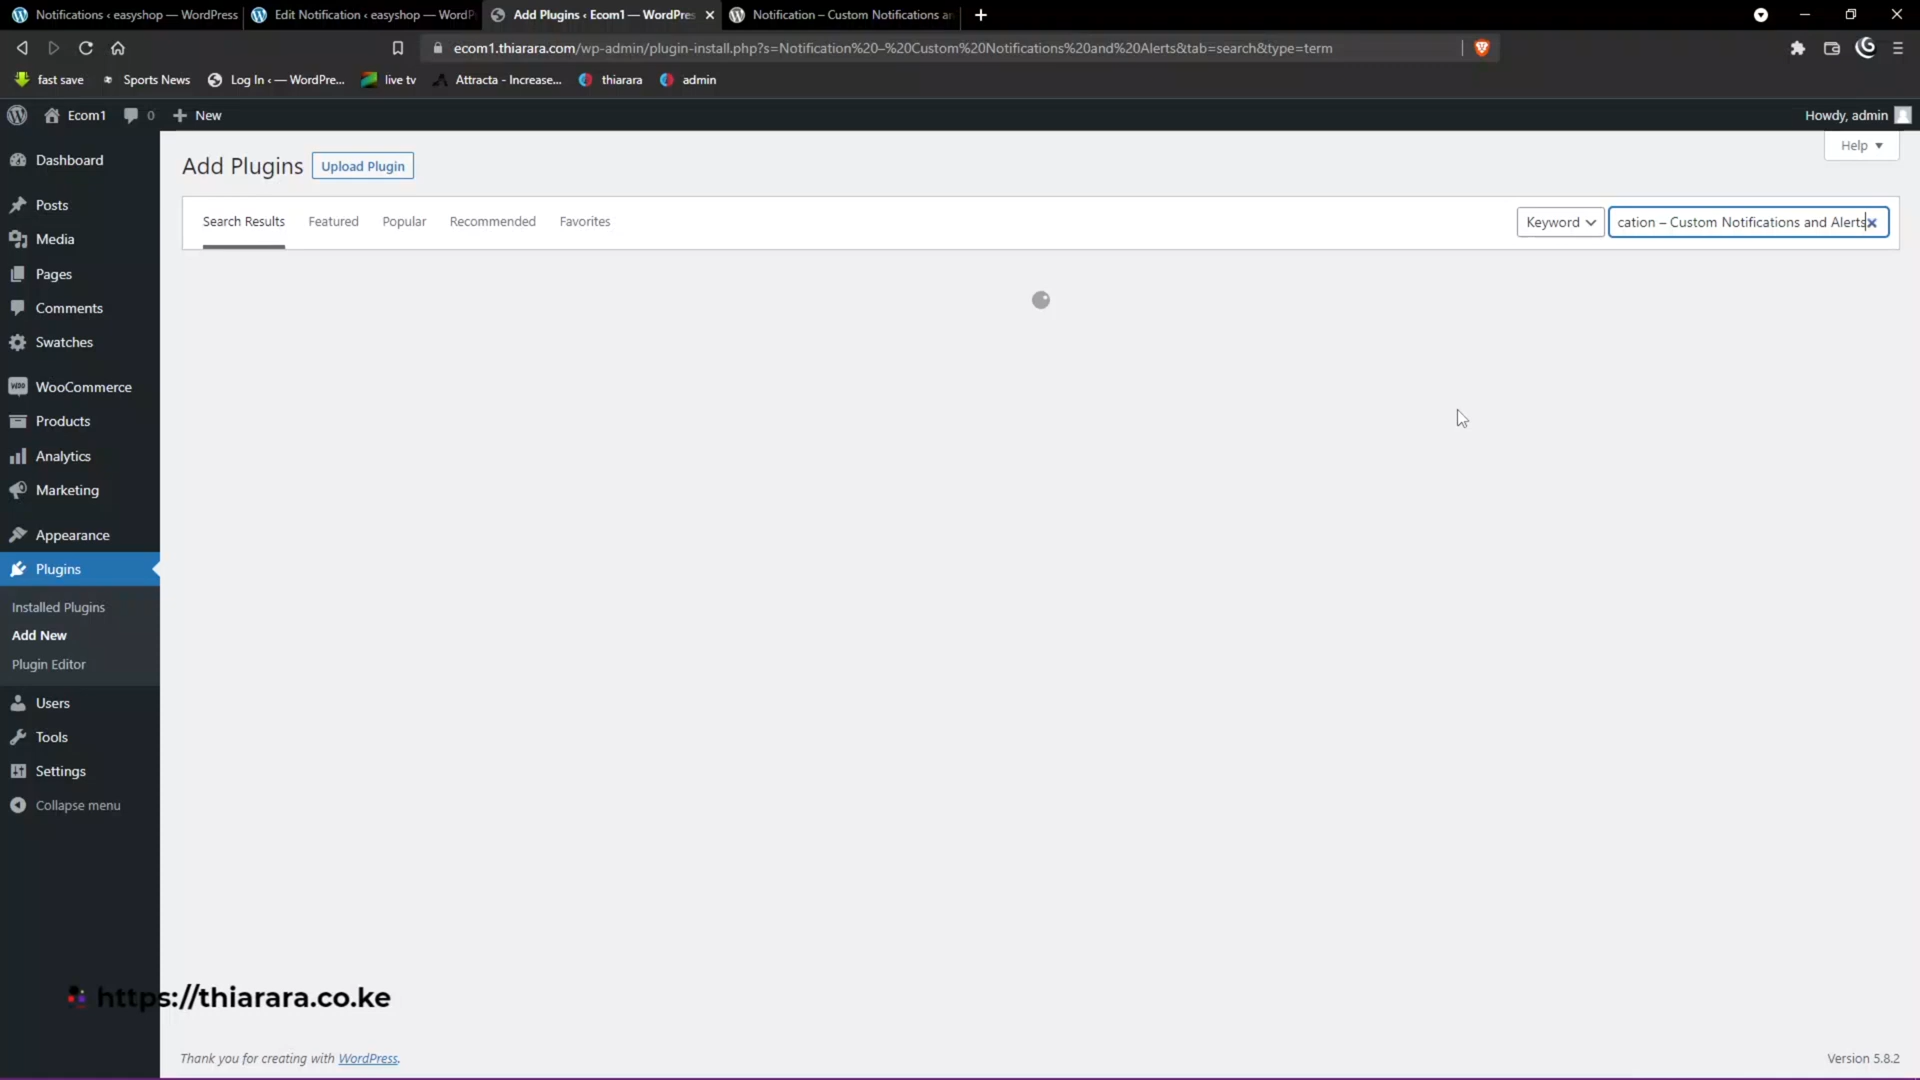 Notifications ‹ easyshop — WordPress
Edit Notification ‹ easyshop — WordP
Add Plugins ‹ Ecom1 — WordPres
Notification – Custom Notifications an
ecom1.thiarara.com/wp-admin/plugin-install.php?s=Notification%20–%20Custom%20Notifications%20and%20Alerts&tab=search&type=term
fast save
Sports News
Log In ‹ — WordPre...
live tv
Attracta - Increase...
thiarara
admin
Ecom1
0
New
Howdy, admin
Help
Dashboard
Posts
Media
Pages
Comments
Swatches
WooCommerce
Products
Analytics
Marketing
Appearance
Plugins
Installed Plugins
Add New
Plugin Editor
Users
Tools
Settings
Collapse menu
Add Plugins
Upload Plugin
Search Results
Featured
Popular
Recommended
Favorites
Keyword
cation – Custom Notifications and Alerts
https://thiarara.co.ke
Thank you for creating with WordPress.
Version 5.8.2